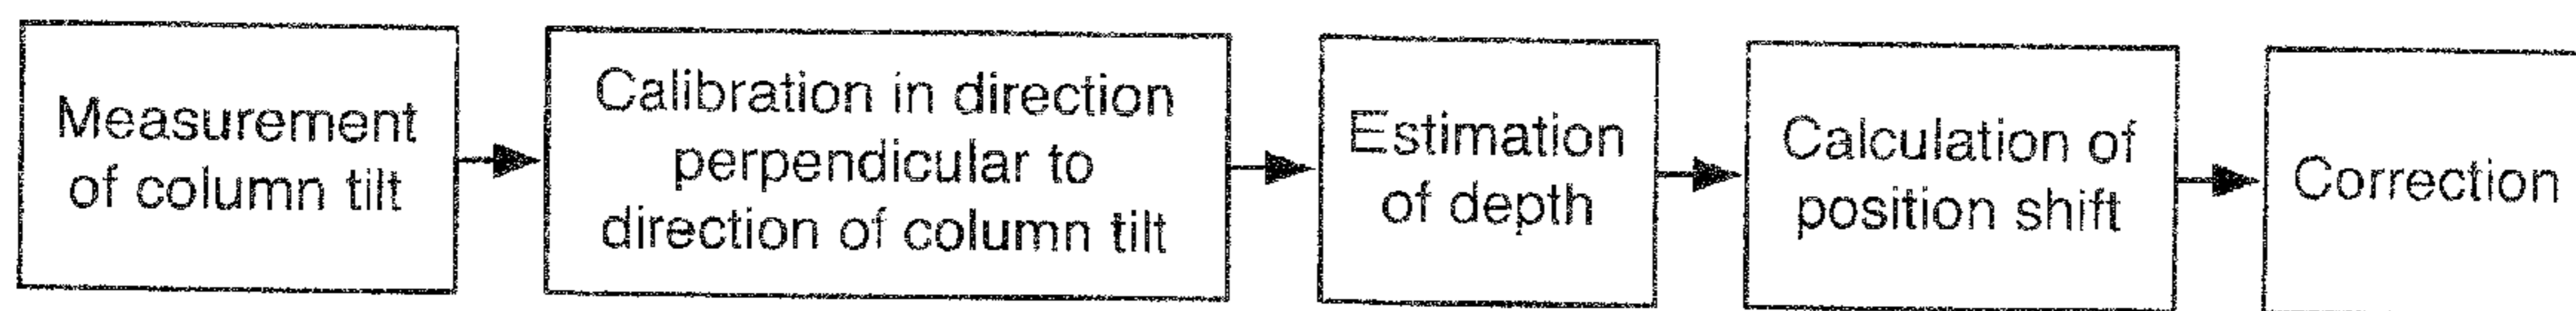 Measurement
of column tilt
Calibration in direction
perpendicular to
direction of column tilt
Estimation
of depth
Calculation of
position shift
Correction